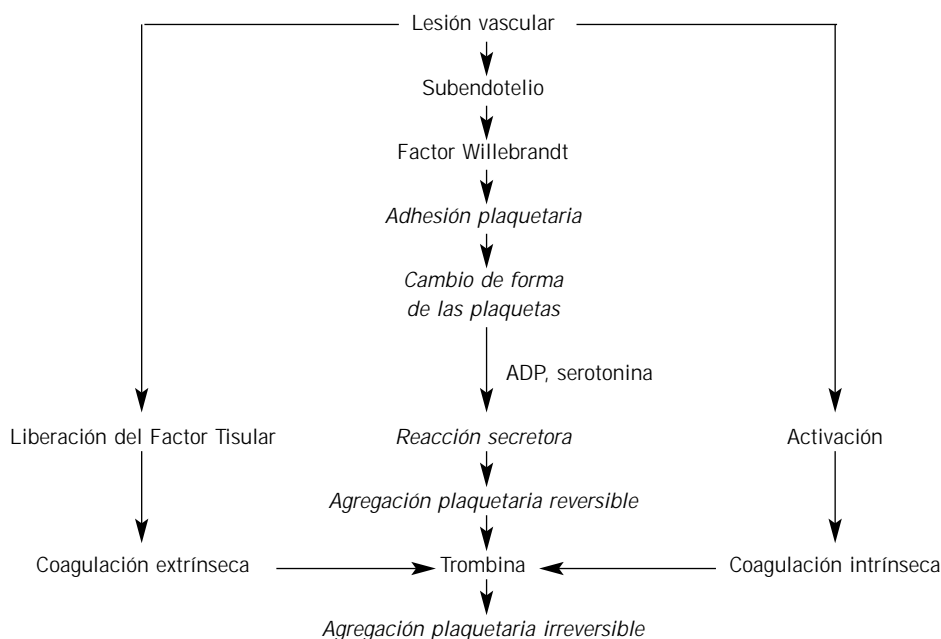 Lesión vascular
Subendotelio
Factor Willebrandt
Adhesión plaquetaria
Cambio de forma
de las plaquetas
ADP, serotonina
Liberación del Factor Tisular
Reacción secretora
Activación
Agregación plaquetaria reversible
Coagulación extrínseca
Trombina
Coagulación intrínseca
Agregación plaquetaria irreversible